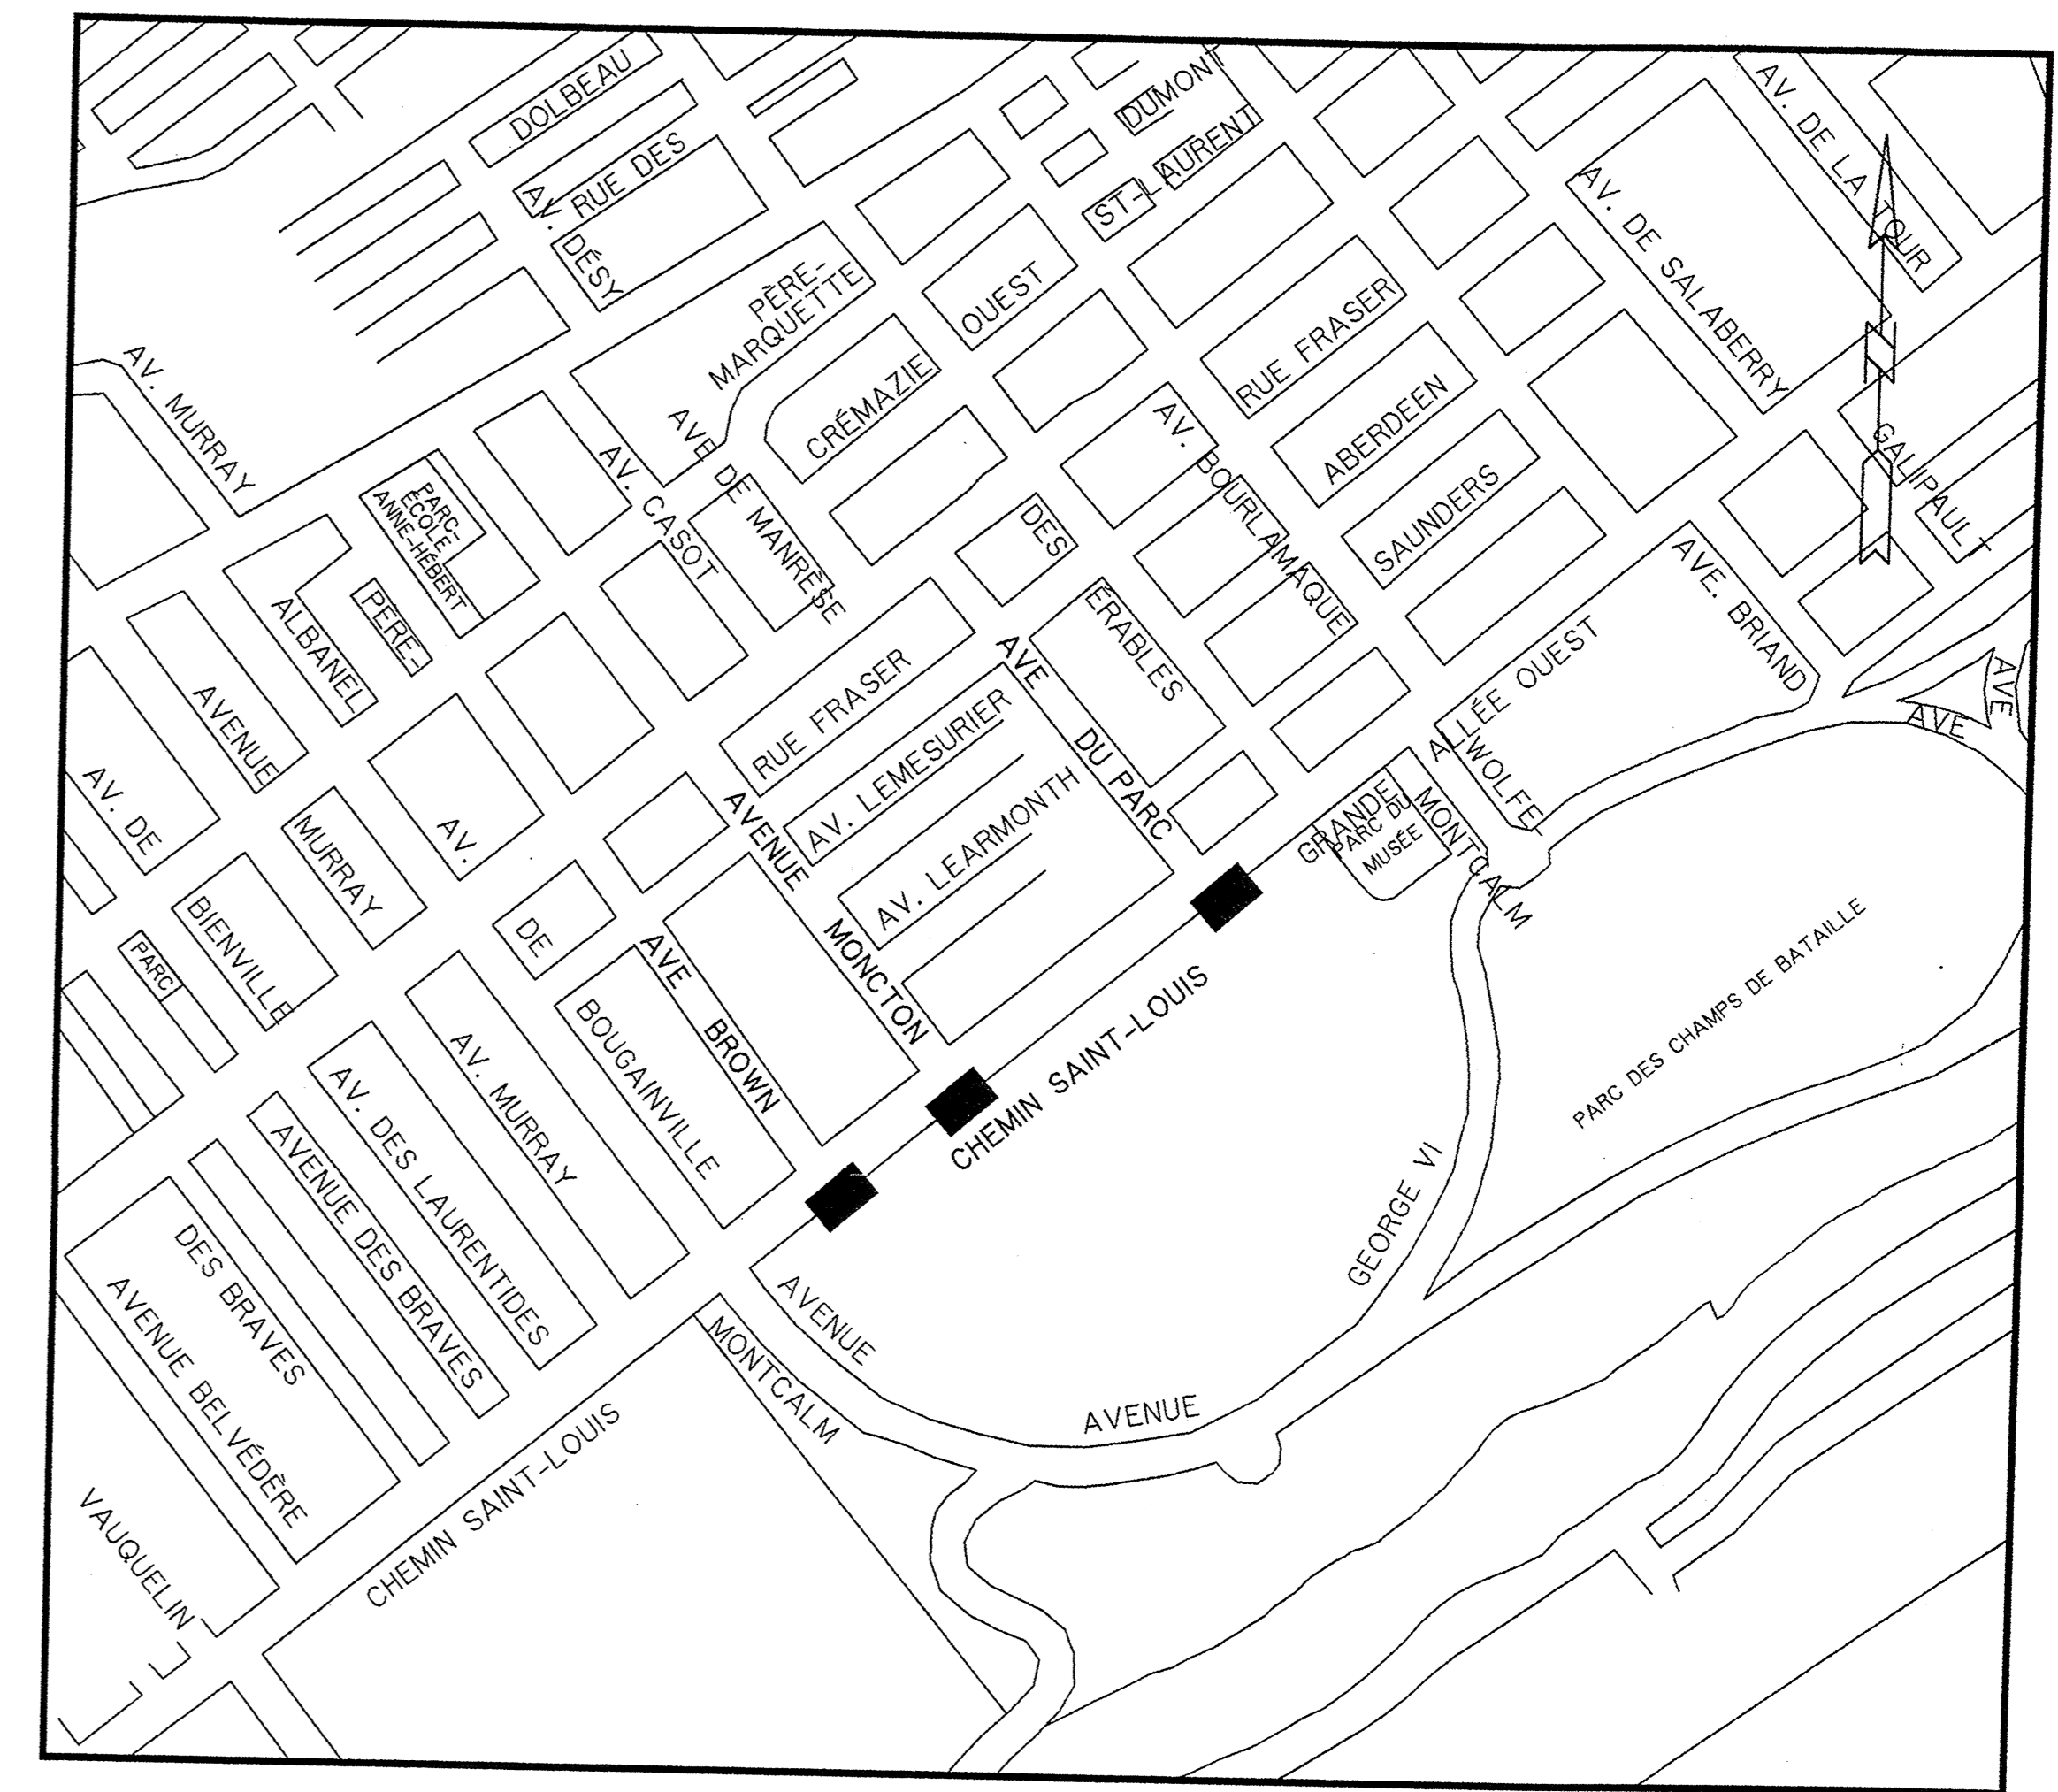 DOLBEAU
RUE DES
AV. DÉSY
DUMONT
ST-LAURENT
AV. DE LA TOUR
AV. DE SALABERRY
PÈRE-
MARQUETTE
OUEST
CRÉMAZIE
RUE FRASER
ABERDEEN
SAUNDERS
N
GALIPAULT
AV. MURRAY
AVE DE MANRÈSE
AV. CASOT
AV. BOURLAMAQUE
PARC-
ÉCOLE-
ANNE-HÉBERT
PÈRE-
ALBANEL
DES
ÉRABLES
AVE. BRIAND
AVE
AVE
AVENUE
AV. DE
RUE FRASER
AV. LEMESURIER
AV. LEARMONTH
AVE DU PARC
GRANDE ALLÉE OUEST
WOLFE-
MONTCALM
PARC DU
MUSÉE
MURRAY
AV.
DE
AVENUE MONCTON
BIENVILLE
PARC
AVE BROWN
BOUGAINVILLE
AV. MURRAY
AV. DES LAURENTIDES
AVENUE DES BRAVES
DES BRAVES
AVENUE BELVÉDÈRE
VAUQUELIN
CHEMIN SAINT-LOUIS
CHEMIN SAINT-LOUIS
PARC DES CHAMPS DE BATAILLE
GEORGE VI
AVENUE
AVENUE
MONTCALM